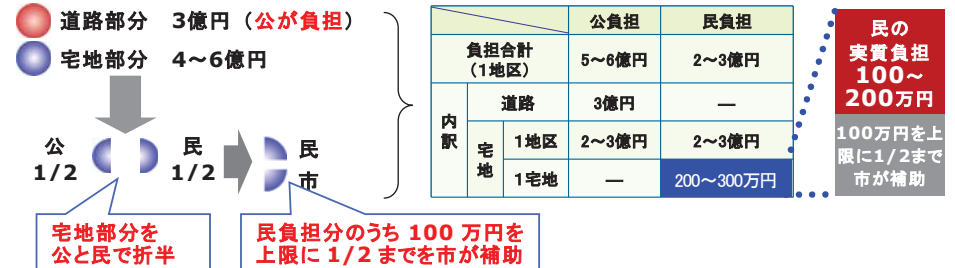 道路部分 3億円（公が負担）
宅地部分 4～6億円
公
1/2
民
1/2
民
市
宅地部分を
公と民で折半
民負担分のうち 100 万円を
上限に 1/2 までを市が補助
公負担 民負担
負担合計
（1地区）
5～6億円 2～3億円
内訳
道路 3億円 ―
宅地
1地区 2～3億円 2～3億円
1宅地 ― 200～300万円
民の
実質負担
100～
200万円
100万円を上
限に1/2まで
市が補助